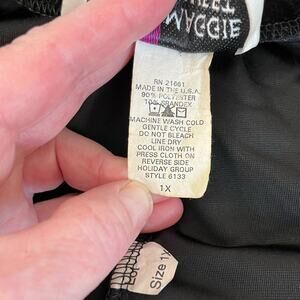 MAGGIE
SWEET
RN 21661
MADE IN THE U.S.A.
90% POLYESTER
10% SPANDEX
MACHINE WASH COLD
GENTLE CYCLE
DO NOT BLEACH
LINE DRY
COOL IRON WITH
PRESS CLOTH ON
REVERSE SIDE
HOLIDAY GROUP
STYLE 6133
1X
Size 1X